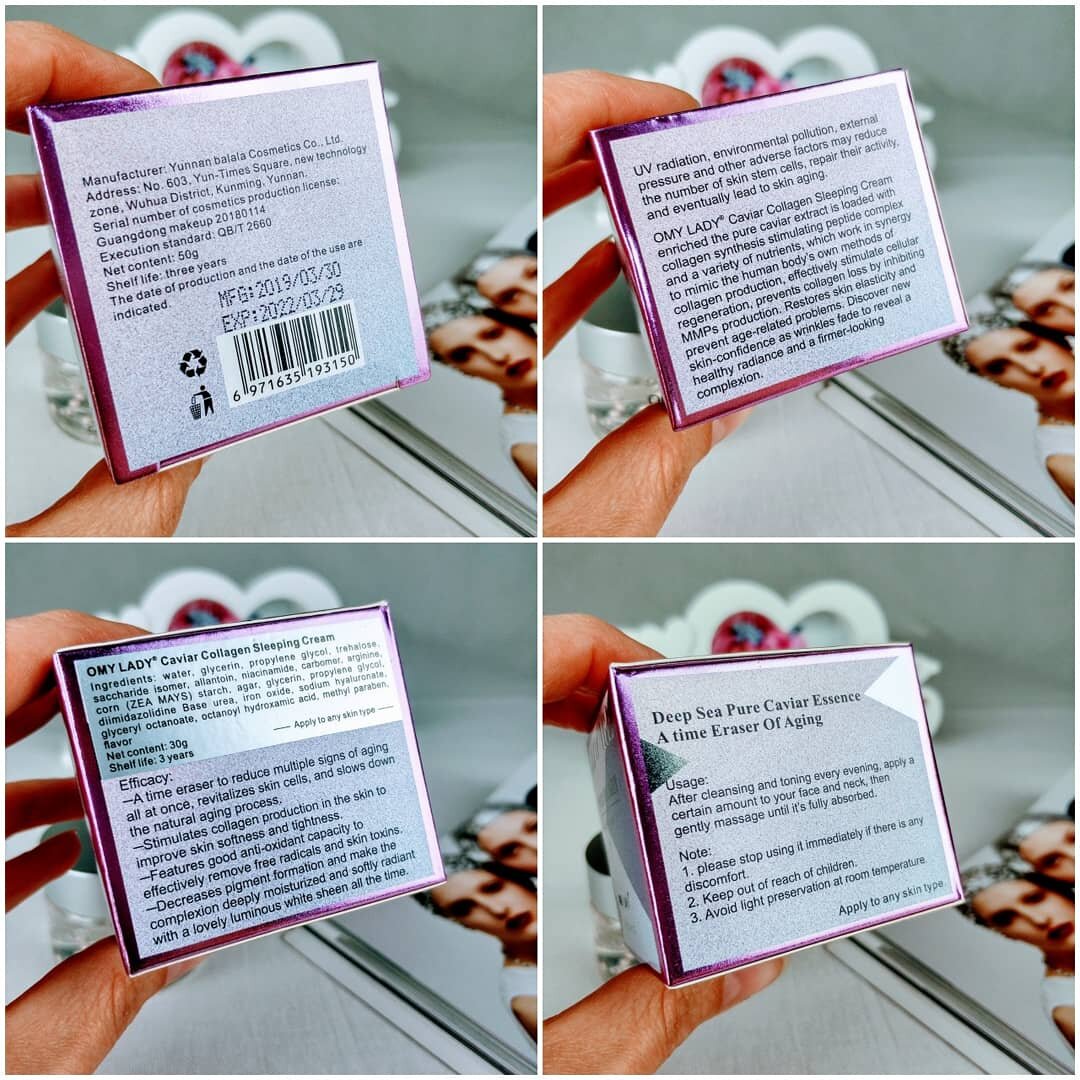 Manufacturer: Yunnan balala Cosmetics Co., Ltd.
Address: No. 603, Yun-Times Square, new technology
zone, Wuhua District, Kunming, Yunnan.
Serial number of cosmetics production license:
Guangdong makeup 20180114
Execution standard: QB/T 2660
Net content: 50g
Shelf life: three years
The date of production and the date of the use are
indicated.
MFG:2019/03/30
EXP:2022/03/29
6 971635 193150
UV radiation, environmental pollution, external
pressure and other adverse factors may reduce
the number of skin stem cells, repair their activity,
and eventually lead to skin aging.
OMY LADY® Caviar Collagen Sleeping Cream
enriched the pure caviar extract is loaded with
collagen synthesis stimulating peptide complex
and a variety of nutrients, which work in synergy
to mimic the human body's own methods of
collagen production, effectively stimulate cellular
regeneration, prevents collagen loss by inhibiting
MMPs production. Restores skin elasticity and
prevent age-related problems. Discover new
skin-confidence as wrinkles fade to reveal a
healthy radiance and a firmer-looking
complexion.
OMY LADY® Caviar Collagen Sleeping Cream
Ingredients: water, glycerin, propylene glycol, trehalose,
saccharide isomer, allantoin, niacinamide, carbomer, arginine,
corn (ZEA MAYS) starch, agar, glycerin, propylene glycol,
diimidazolidine Base urea, iron oxide, sodium hyaluronate,
glyceryl octanoate, octanoyl hydroxamic acid, methyl paraben,
flavor
Net content: 30g
Shelf life: 3 years
Apply to any skin type
Efficacy:
—A time eraser to reduce multiple signs of aging
all at once, revitalizes skin cells, and slows down
the natural aging process.
—Stimulates collagen production in the skin to
improve skin softness and tightness.
—Features good anti-oxidant capacity to
effectively remove free radicals and skin toxins.
—Decreases pigment formation and make the
complexion deeply moisturized and softly radiant
with a lovely luminous white sheen all the time.
Deep Sea Pure Caviar Essence
A time Eraser Of Aging
Usage:
After cleansing and toning every evening, apply a
certain amount to your face and neck, then
gently massage until it's fully absorbed.
Note:
1. please stop using it immediately if there is any
discomfort.
2. Keep out of reach of children.
3. Avoid light preservation at room temperature.
Apply to any skin type